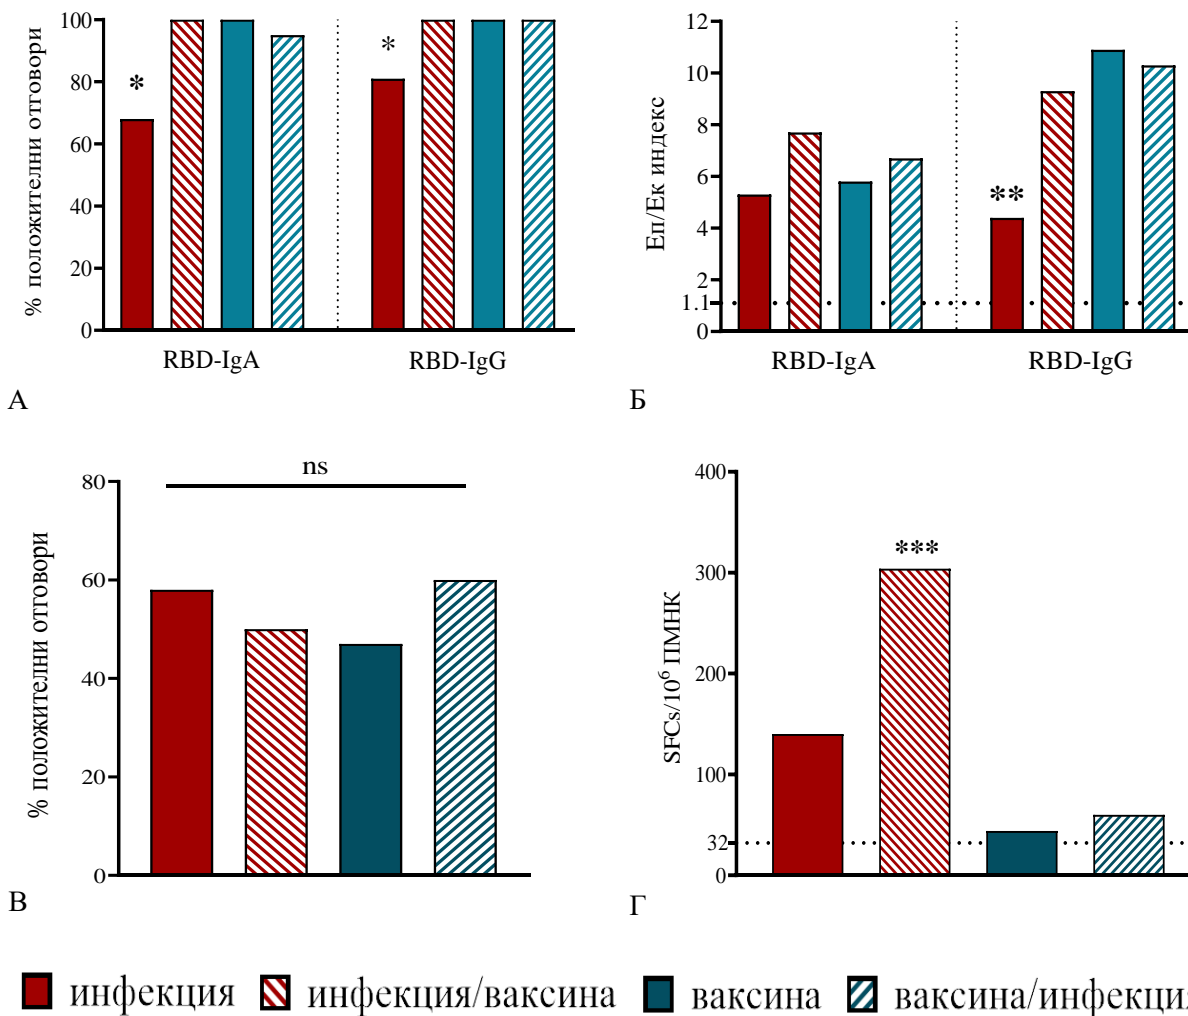 % положителни отговори
100
80
60
40
20
0
*
*
RBD-IgA
RBD-IgG
А
Еп/Ек индекс
12
10
8
6
4
2
1.1
0
**
RBD-IgA
RBD-IgG
Б
% положителни отговори
80
60
40
20
0
ns
В
SFCs/10⁶ ПМНК
400
300
200
100
32
0
***
Г
инфекция инфекция/ваксина ваксина ваксина/инфекция